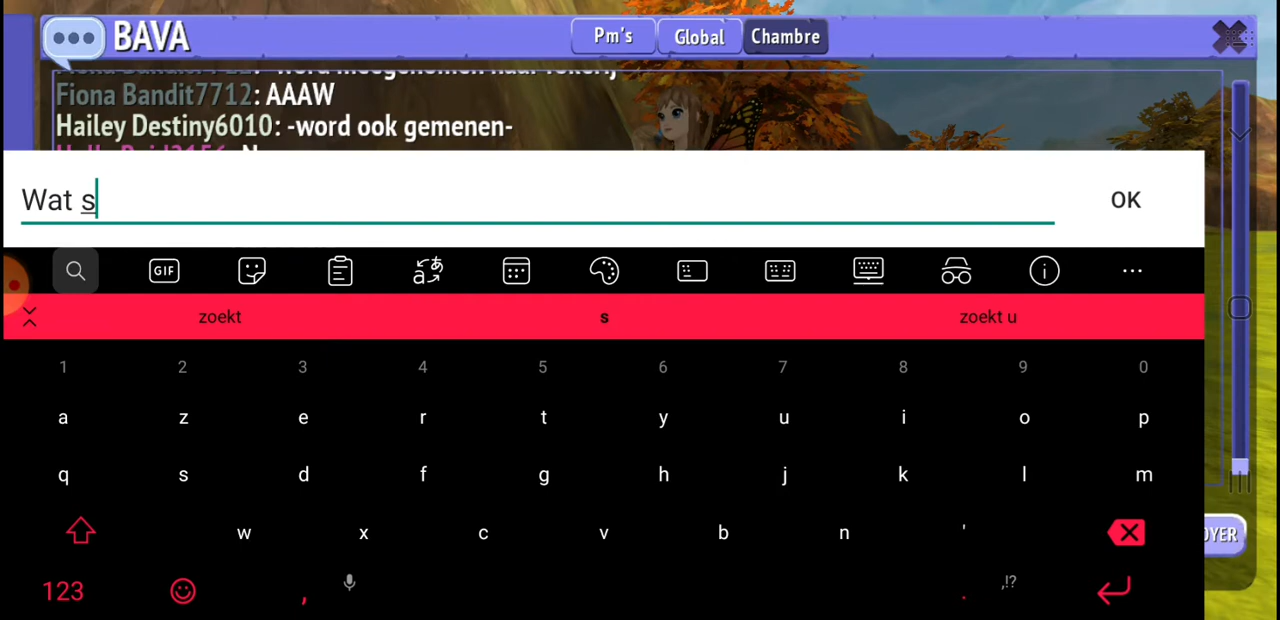 BAVA
Pm's Global Chambre
Fiona Bandit7712: AAAW
Hailey Destiny6010: -word ook gemenen-
Wat s
OK
GIF
zoekt s zoekt u
1 2 3 4 5 6 7 8 9 0
a z e r t y u i o p
q s d f g h j k l m
w x c v b n '
OYER
123 , . ,!?